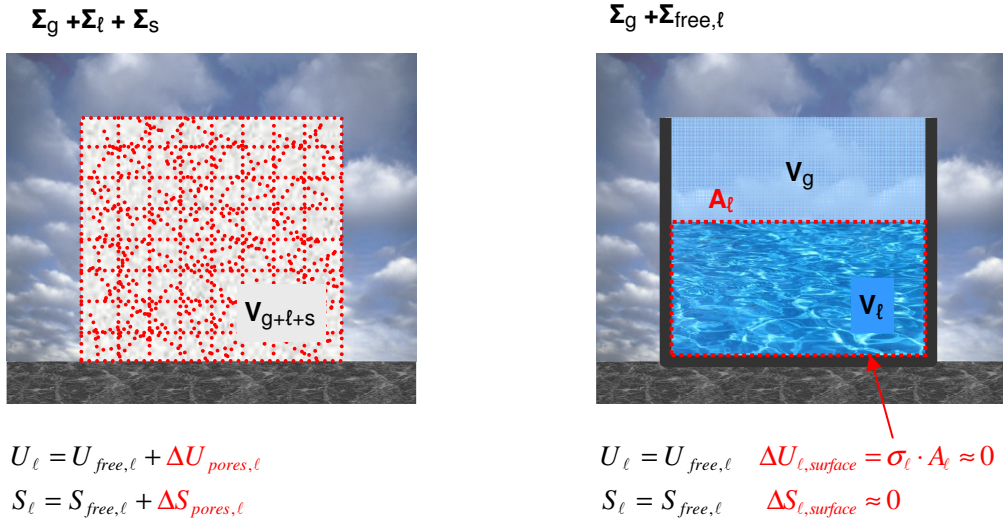 Σg +Σℓ + Σs
Σg +Σfree,ℓ
Vg
Aℓ
Vg+ℓ+s
Vℓ
Uℓ = Ufree,ℓ + ΔUpores,ℓ
Sℓ = Sfree,ℓ + ΔSpores,ℓ
Uℓ = Ufree,ℓ ΔUℓ,surface = σℓ · Aℓ ≈ 0
Sℓ = Sfree,ℓ ΔSℓ,surface ≈ 0